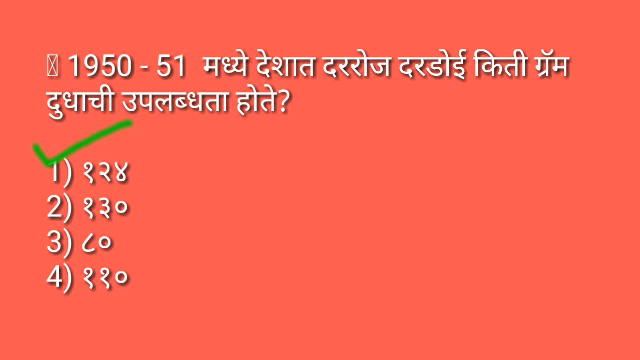 1950 - 51 मध्ये देशात दररोज दरडोई किती ग्रॅम
दुधाची उपलब्धता होते?
1) १२४
2) १३०
3) ८०
4) ११०